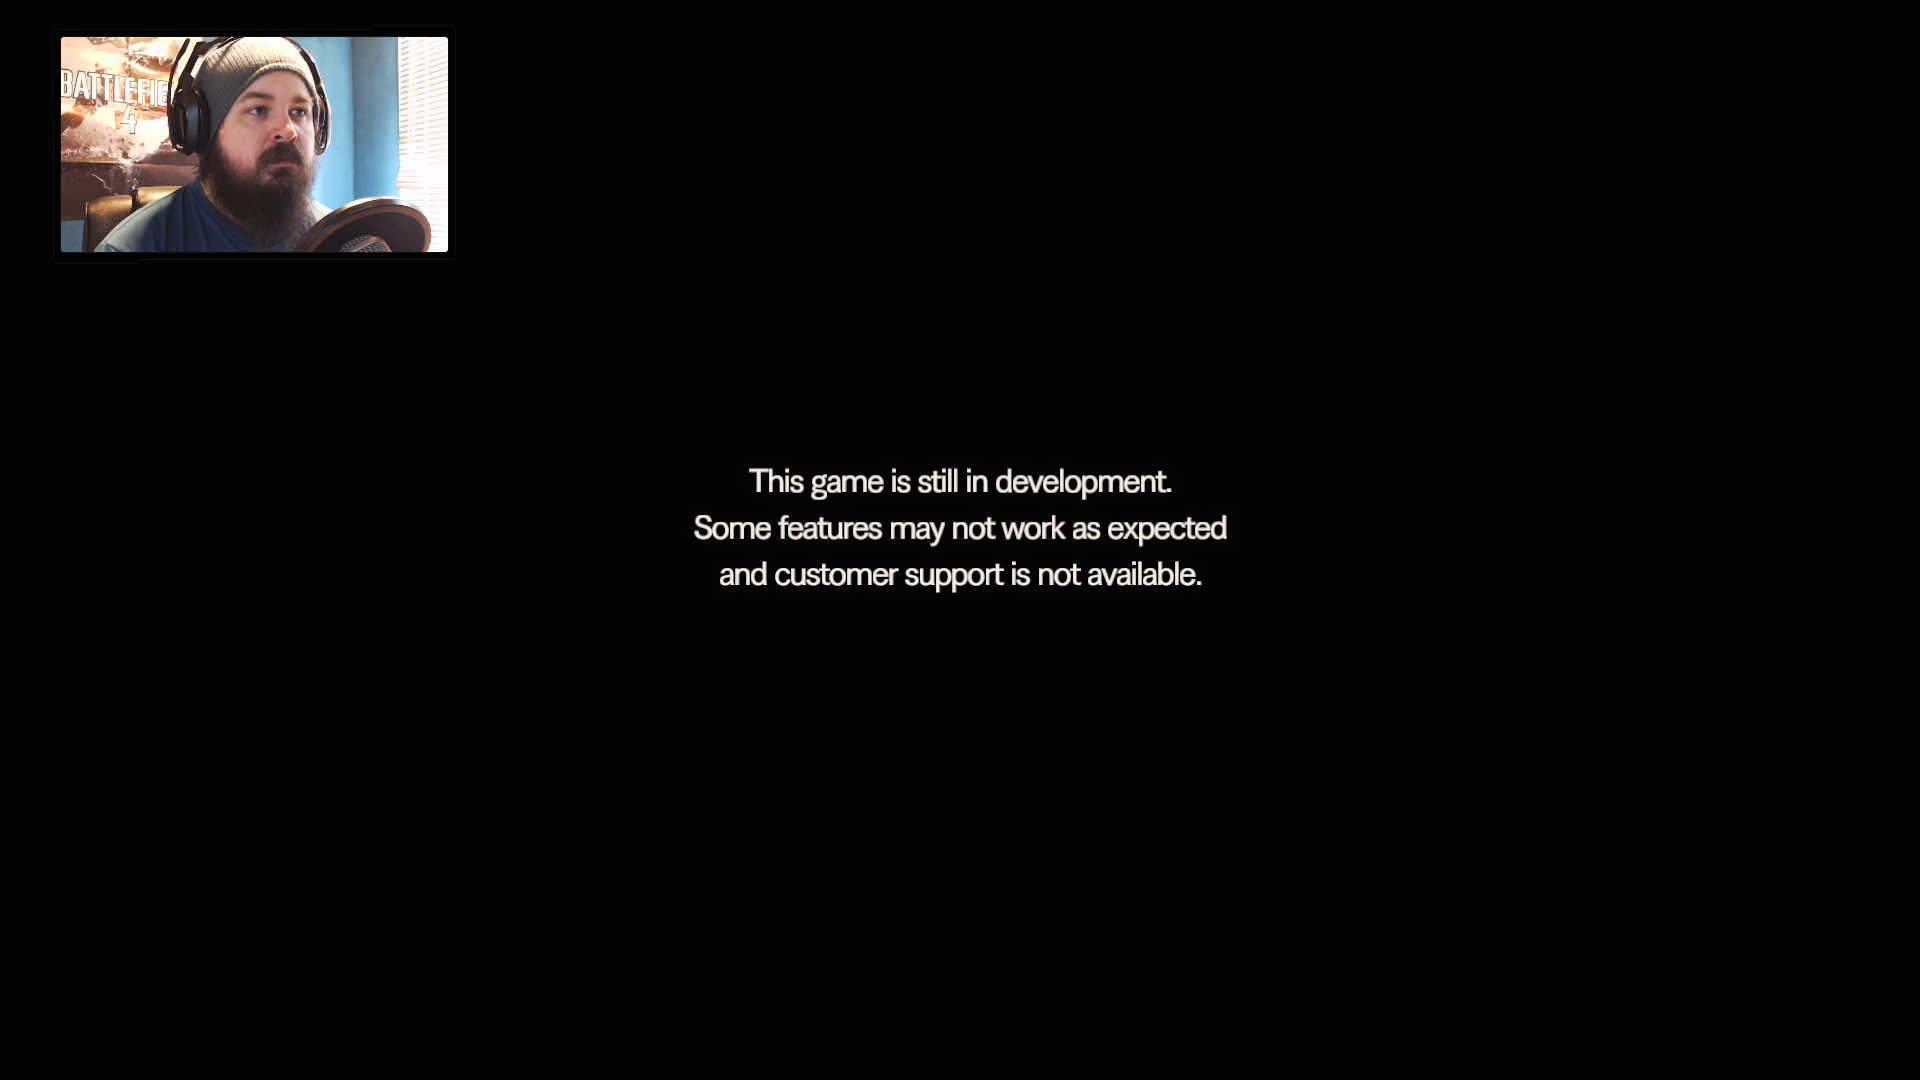 BATTLEFIE
4
This game is still in development.
Some features may not work as expected
and customer support is not available.